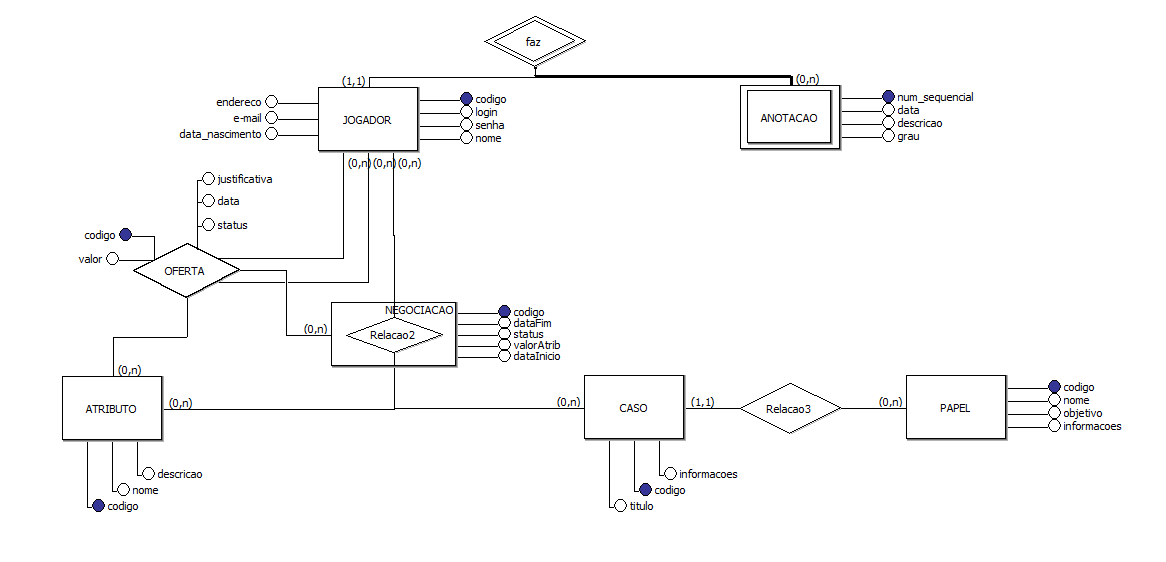 faz
(1,1)
(0,n)
endereco
e-mail
data_nascimento
JOGADOR
codigo
login
senha
nome
ANOTACAO
num_sequencial
data
descricao
grau
(0,n)
(0,n)
(0,n)
justificativa
data
status
codigo
valor
OFERTA
(0,n)
NEGOCIACAO
Relacao2
codigo
dataFim
status
valorAtrib
dataInicio
(0,n)
ATRIBUTO
(0,n)
descricao
nome
codigo
(0,n)
CASO
(1,1)
informacoes
codigo
titulo
Relacao3
(0,n)
PAPEL
codigo
nome
objetivo
informacoes